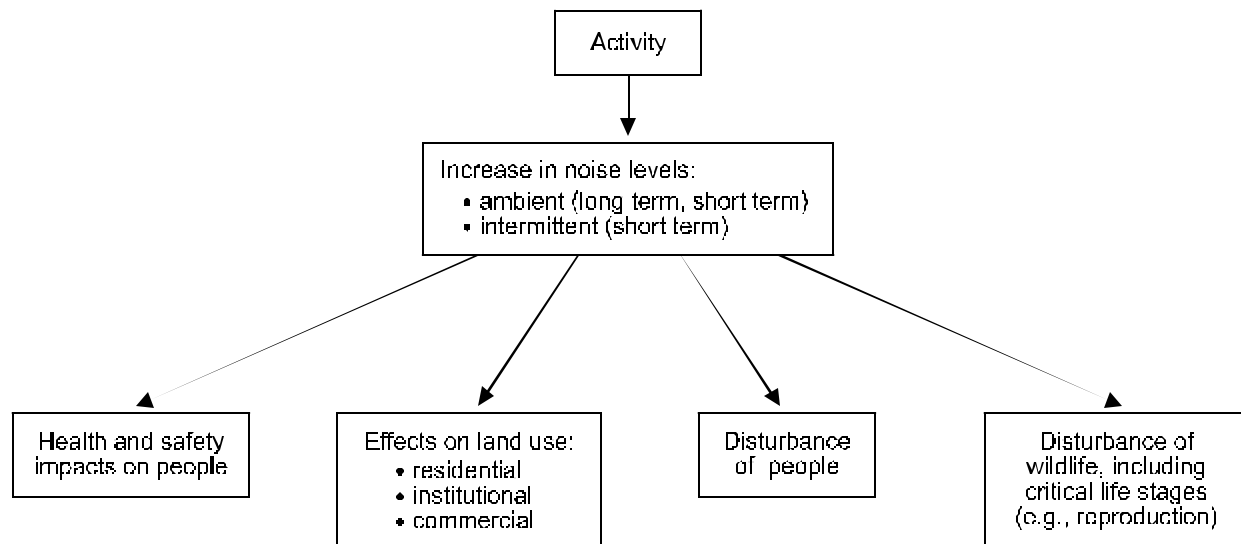 Activity
Increase in noise levels:
• ambient (long term, short term)
• intermittent (short term)
Health and safety
impacts on people
Effects on land use:
• residential
• institutional
• commercial
Disturbance
of people
Disturbance of
wildlife, including
critical life stages
(e.g., reproduction)